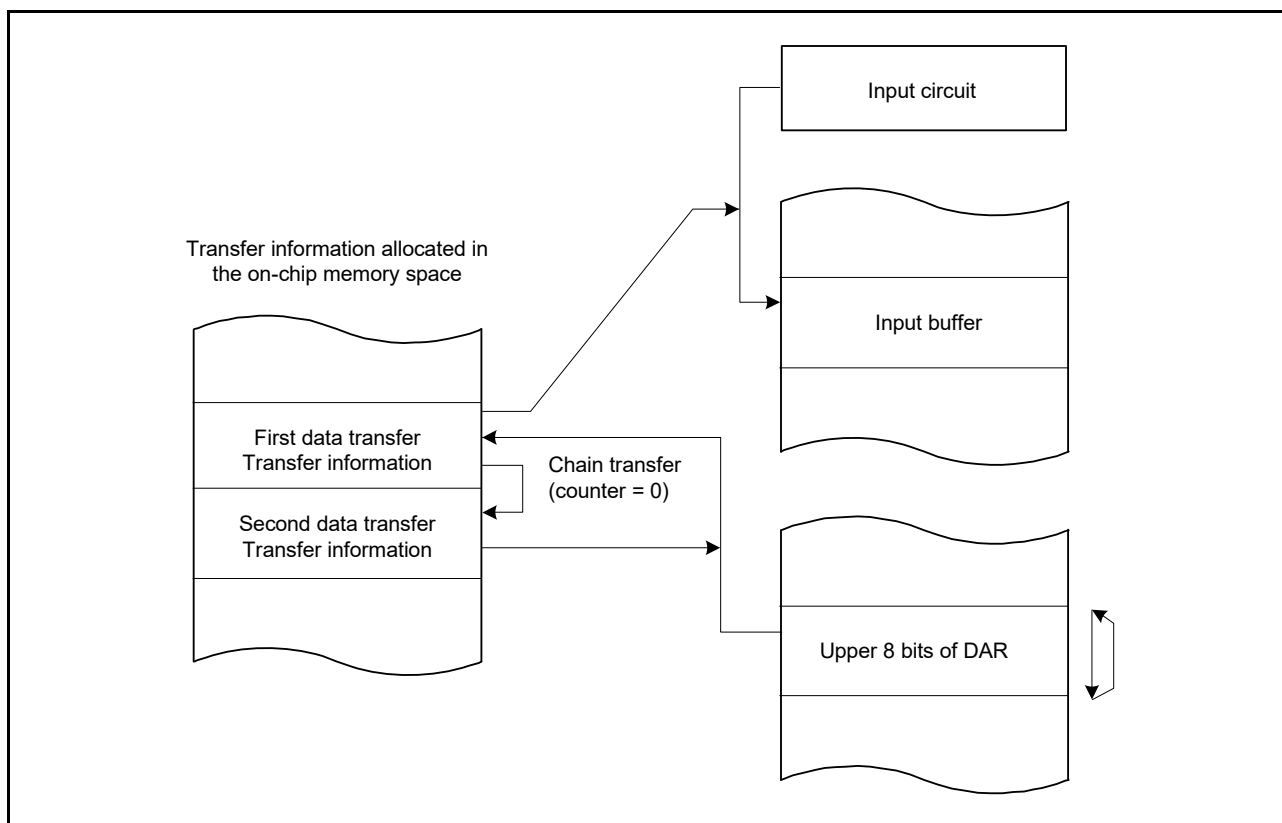 Input circuit
Transfer information allocated in
the on-chip memory space
Input buffer
First data transfer
Transfer information
Chain transfer
(counter = 0)
Second data transfer
Transfer information
Upper 8 bits of DAR